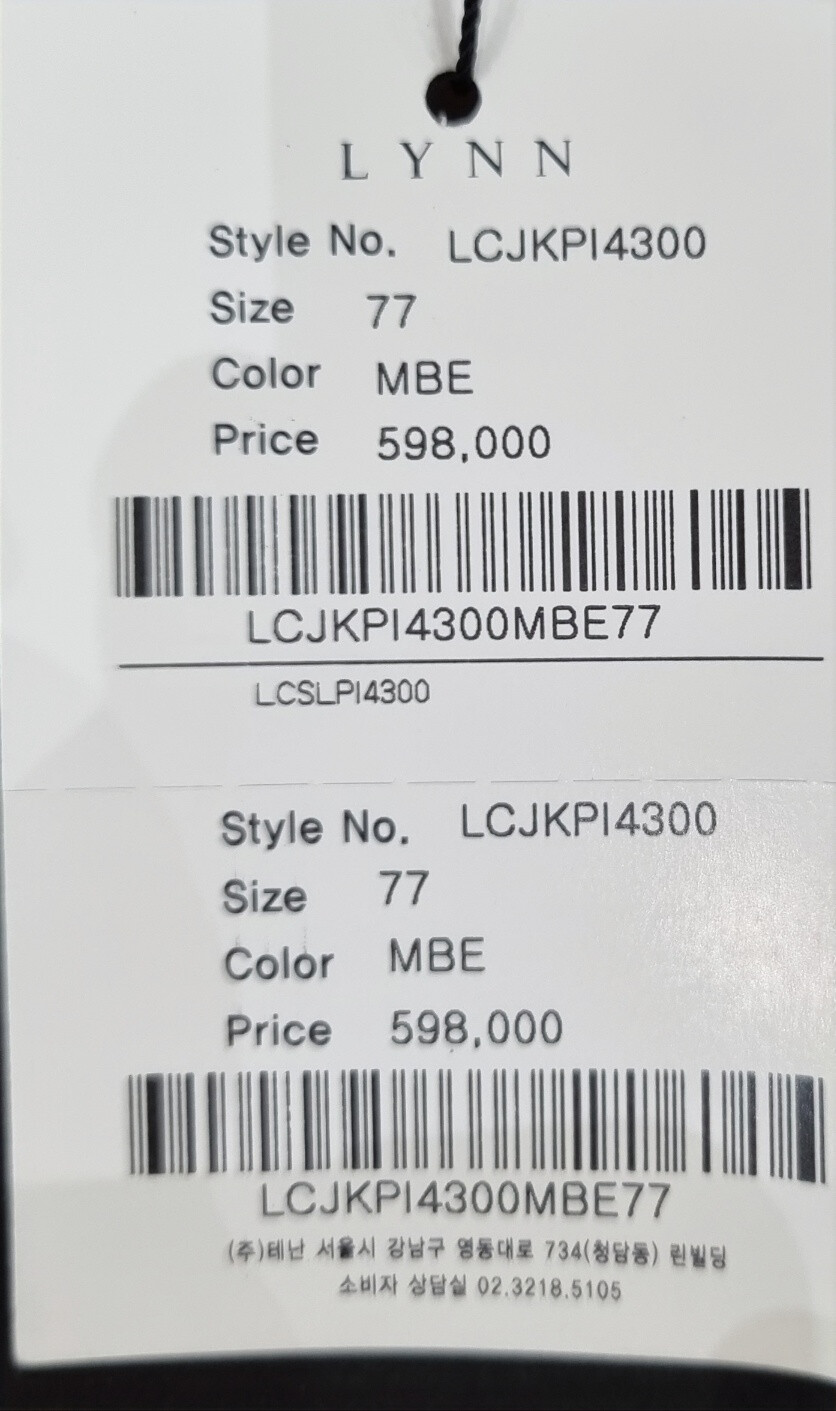 LYNN
Style No. LCJKPI4300
Size 77
Color MBE
Price 598,000
LCJKPI4300MBE77
LCSLPI4300
Style No. LCJKPI4300
Size 77
Color MBE
Price 598,000
LCJKPI4300MBE77
(주)테난 서울시 강남구 영동대로 734(청담동) 린빌딩
소비자 상담실 02.3218.5105